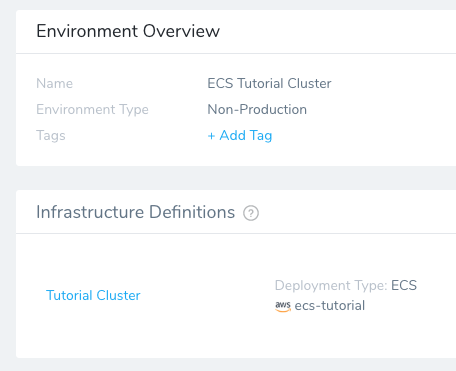 Environment Overview
Name ECS Tutorial Cluster
Environment Type Non-Production
Tags + Add Tag
Infrastructure Definitions ?
Tutorial Cluster
Deployment Type: ECS
aws ecs-tutorial